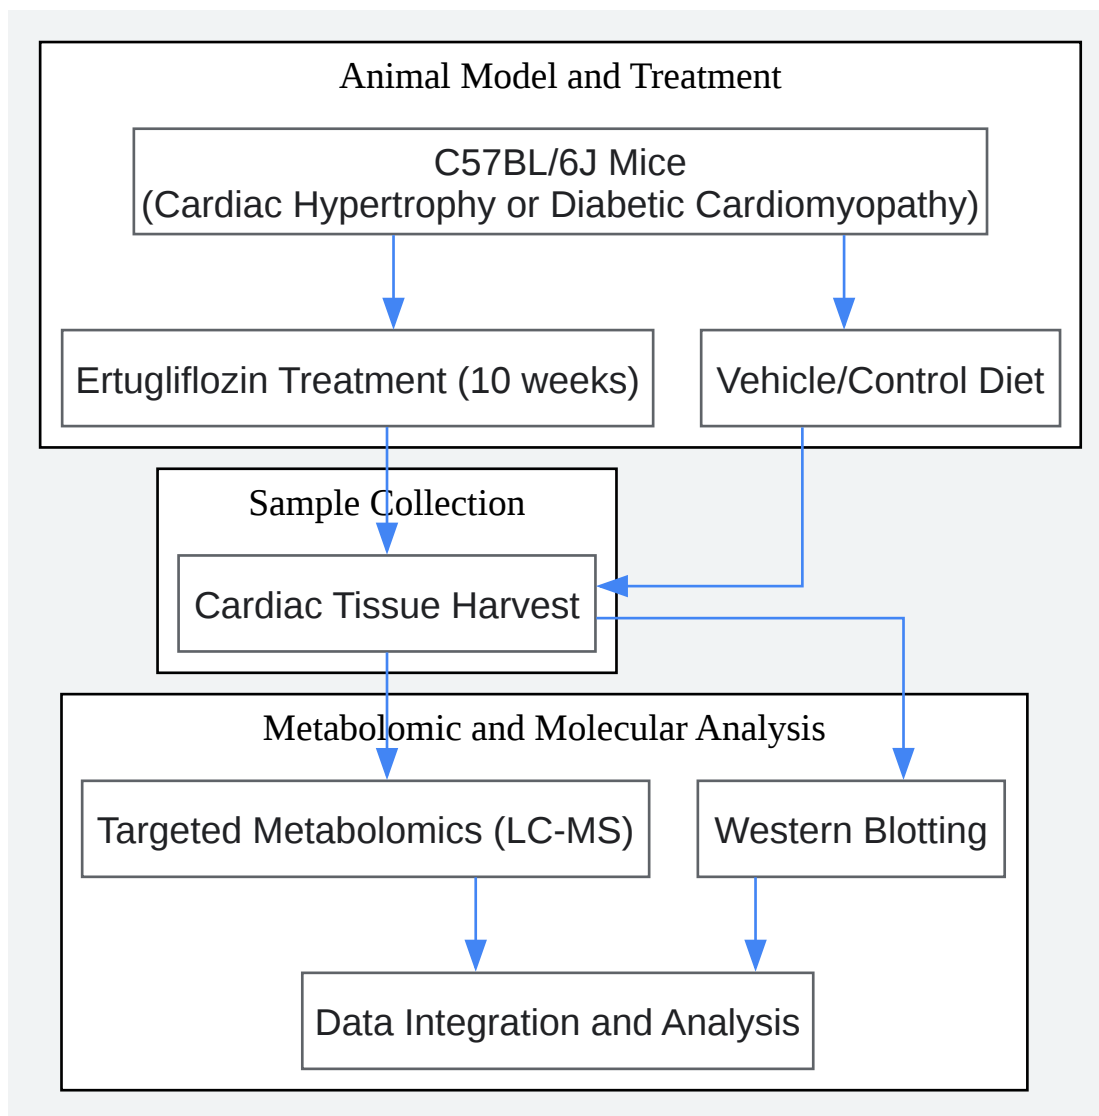 Animal Model and Treatment
C57BL/6J Mice
(Cardiac Hypertrophy or Diabetic Cardiomyopathy)
Ertugliflozin Treatment (10 weeks)
Vehicle/Control Diet
Sample Collection
Cardiac Tissue Harvest
Metabolomic and Molecular Analysis
Targeted Metabolomics (LC-MS)
Western Blotting
Data Integration and Analysis